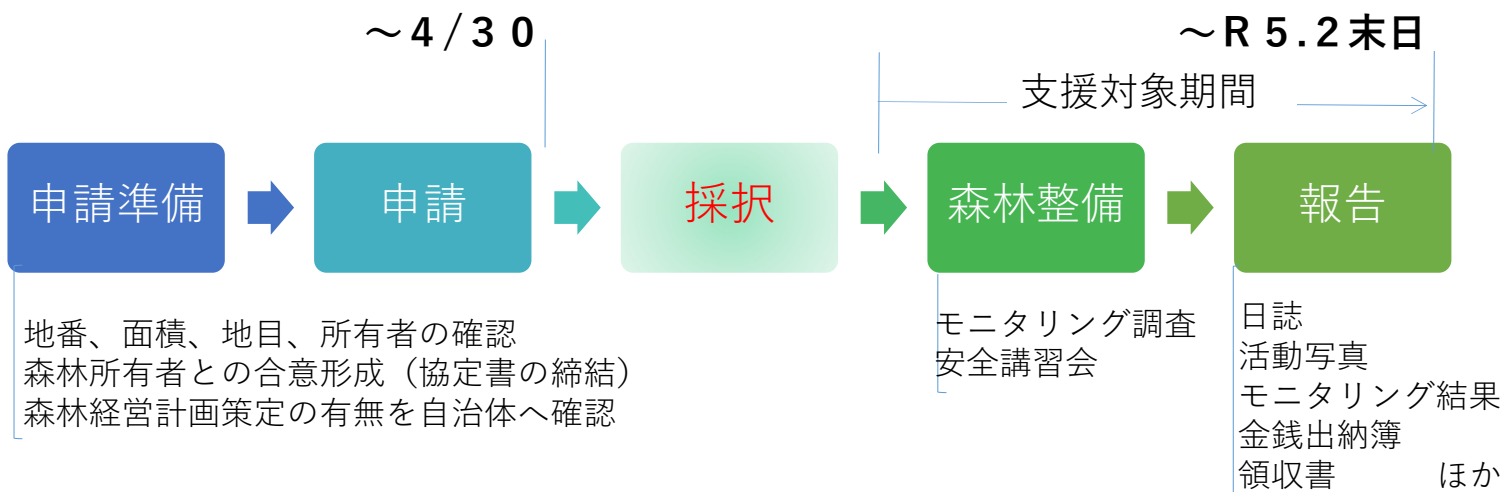 ～４/３０
～Ｒ５.２末日
支援対象期間
申請準備
申請
採択
森林整備
報告
地番、面積、地目、所有者の確認
森林所有者との合意形成（協定書の締結）
森林経営計画策定の有無を自治体へ確認
モニタリング調査
安全講習会
日誌
活動写真
モニタリング結果
金銭出納簿
領収書　　　ほか